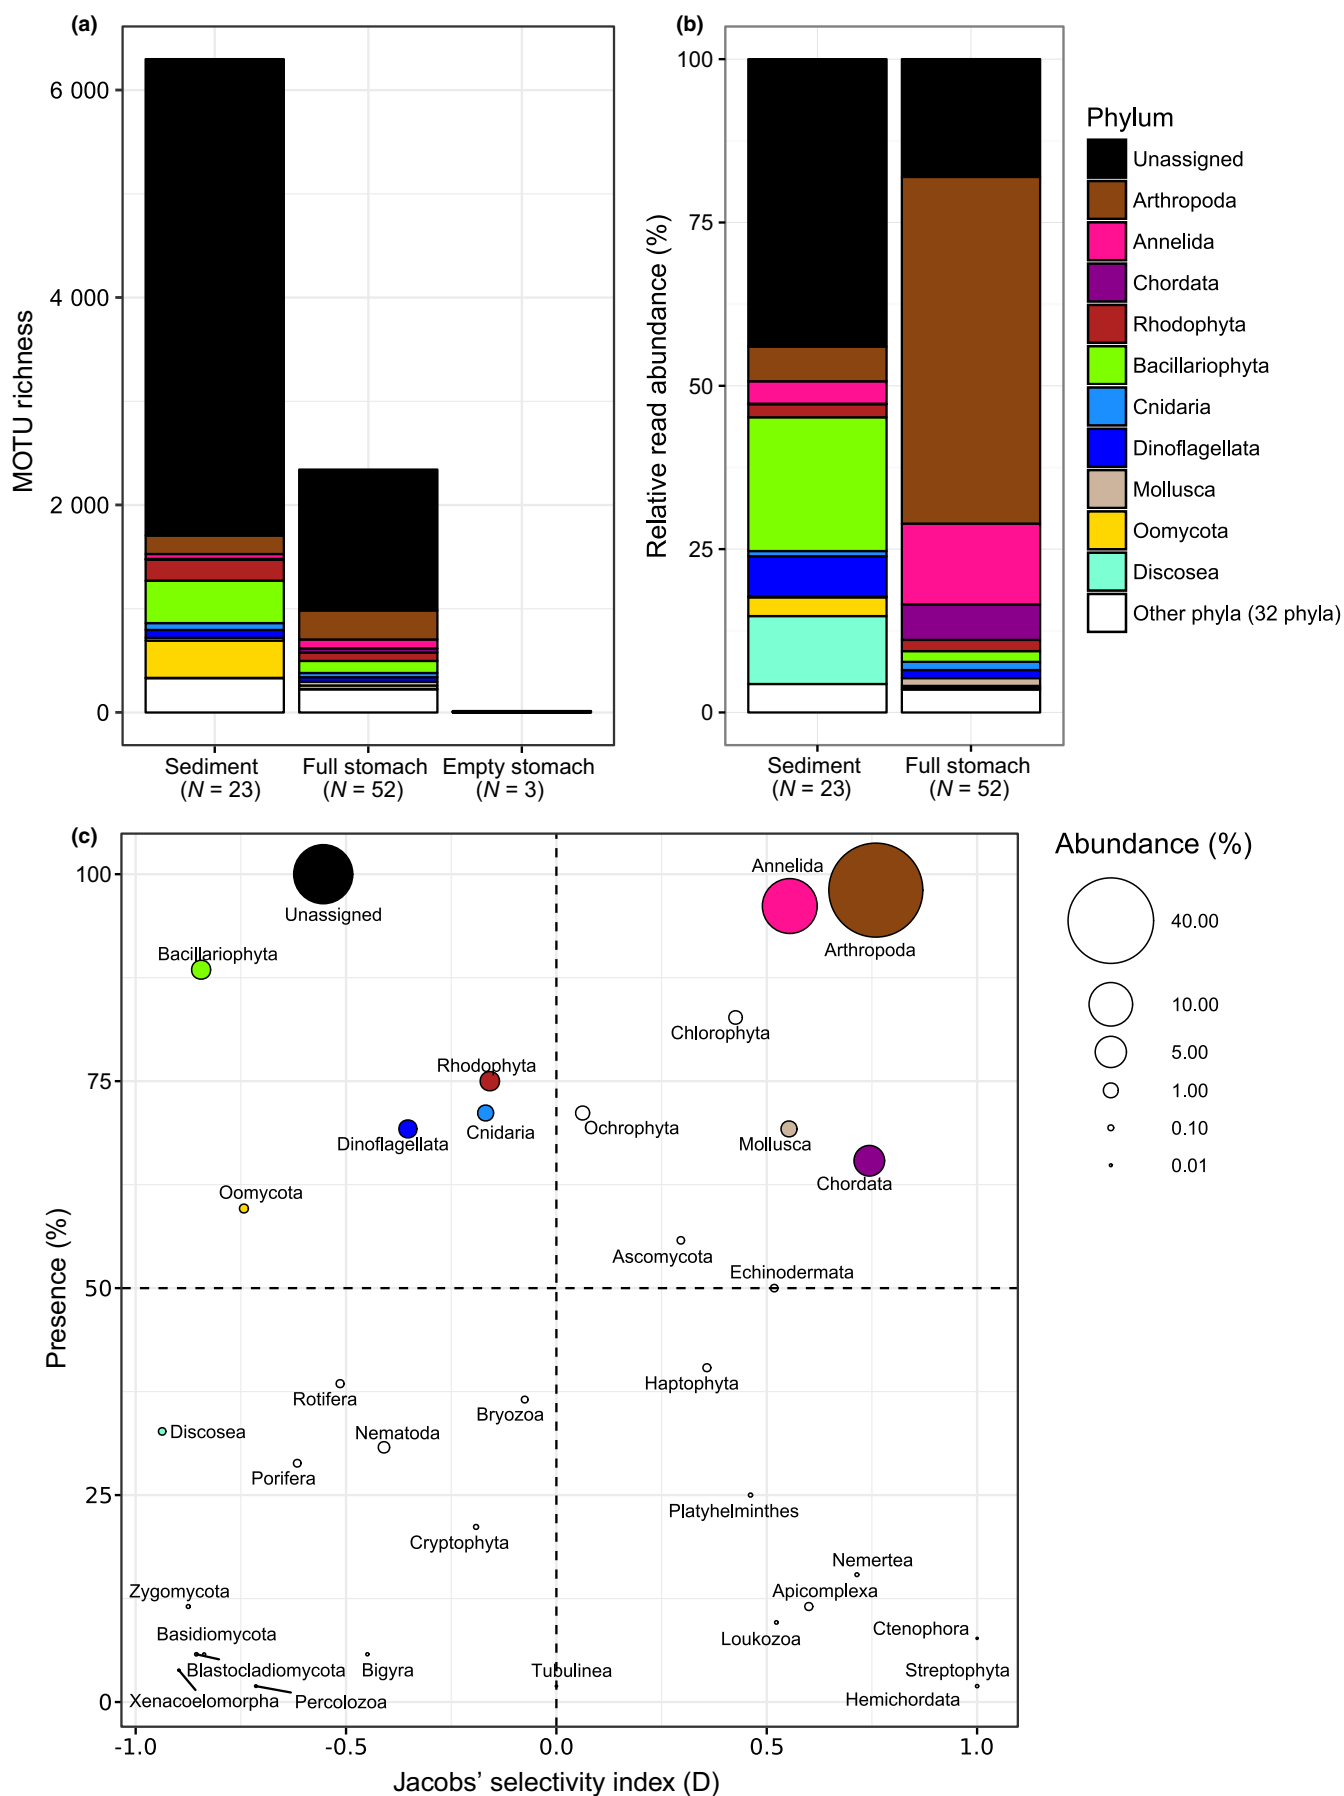 (a)
MOTU richness
6 000
4 000
2 000
0
Sediment
(N = 23)
Full stomach
(N = 52)
Empty stomach
(N = 3)
(b)
Relative read abundance (%)
100
75
50
25
0
Sediment
(N = 23)
Full stomach
(N = 52)
Phylum
Unassigned
Arthropoda
Annelida
Chordata
Rhodophyta
Bacillariophyta
Cnidaria
Dinoflagellata
Mollusca
Oomycota
Discosea
Other phyla (32 phyla)
(c)
Presence (%)
100
75
50
25
0
Annelida
Unassigned
Arthropoda
Bacillariophyta
Chlorophyta
Rhodophyta
Ochrophyta
Cnidaria
Dinoflagellata
Mollusca
Chordata
Oomycota
Ascomycota
Echinodermata
Haptophyta
Rotifera
Bryozoa
Discosea
Nematoda
Porifera
Platyhelminthes
Cryptophyta
Nemertea
Zygomycota
Apicomplexa
Ctenophora
Basidiomycota
Loukozoa
Blastocladiomycota
Bigyra
Tubulinea
Streptophyta
Xenacoelomorpha
Percolozoa
Hemichordata
-1.0
-0.5
0.0
0.5
1.0
Jacobs’ selectivity index (D)
Abundance (%)
40.00
10.00
5.00
1.00
0.10
0.01